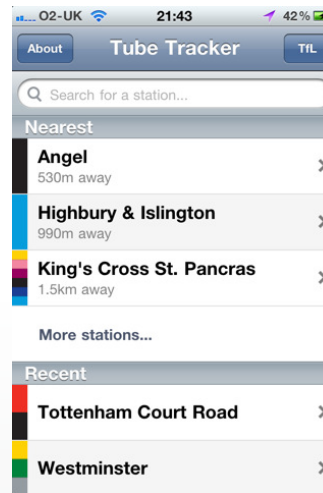 O2-UK 21:43 42%
About Tube Tracker TfL
Search for a station...
Nearest
Angel
530m away
Highbury & Islington
990m away
King's Cross St. Pancras
1.5km away
More stations...
Recent
Tottenham Court Road
Westminster